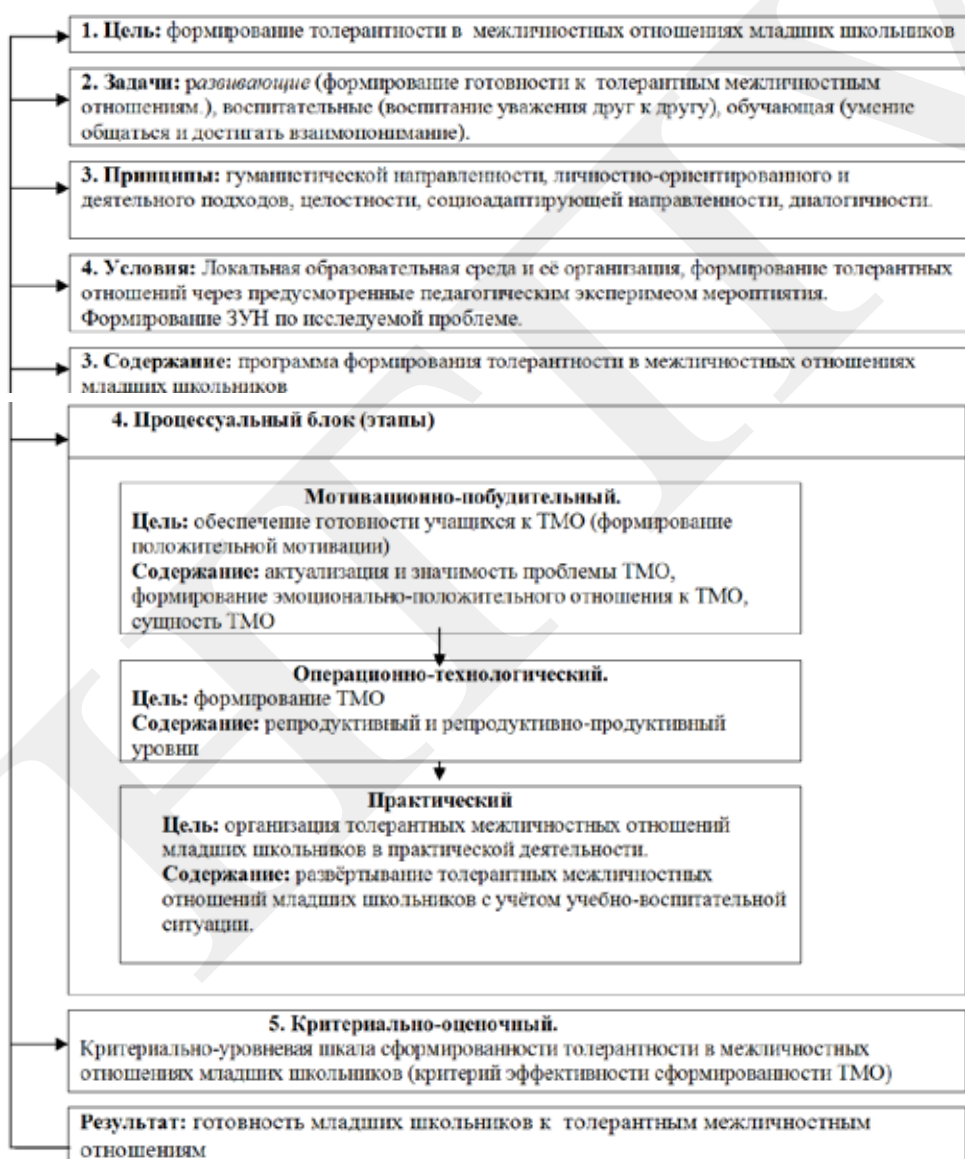 1. Цель: формирование толерантности в межличностных отношениях младших школьников
2. Задачи: развивающие (формирование готовности к толерантным межличностным
отношениям.), воспитательные (воспитание уважения друг к другу), обучающая (умение
общаться и достигать взаимопонимание).
3. Принципы: гуманистической направленности, личностно-ориентированного и
деятельного подходов, целостности, социоадаптирующей направленности, диалогичности.
4. Условия: Локальная образовательная среда и её организация, формирование толерантных
отношений через предусмотренные педагогическим экспримеом мероптиятия.
Формирование ЗУН по исследуемой проблеме.
3. Содержание: программа формирования толерантности в межличностных отношениях
младших школьников
4. Процессуальный блок (этапы)
Мотивационно-побудительный.
Цель: обеспечение готовности учащихся к ТМО (формирование
положительной мотивации)
Содержание: актуализация и значимость проблемы ТМО,
формирование эмоционально-положительного отношения к ТМО,
сущность ТМО
Операционно-технологический.
Цель: формирование ТМО
Содержание: репродуктивный и репродуктивно-продуктивный
уровни
Практический
Цель: организация толерантных межличностных отношений
младших школьников в практической деятельности.
Содержание: развёртывание толерантных межличностных
отношений младших школьников с учётом учебно-воспитательной
ситуации.
5. Критериально-оценочный.
Критериально-уровневая шкала сформированности толерантности в межличностных
отношениях младших школьников (критерий эффективности сформированности ТМО)
Результат: готовность младших школьников к толерантным межличностным
отношениям